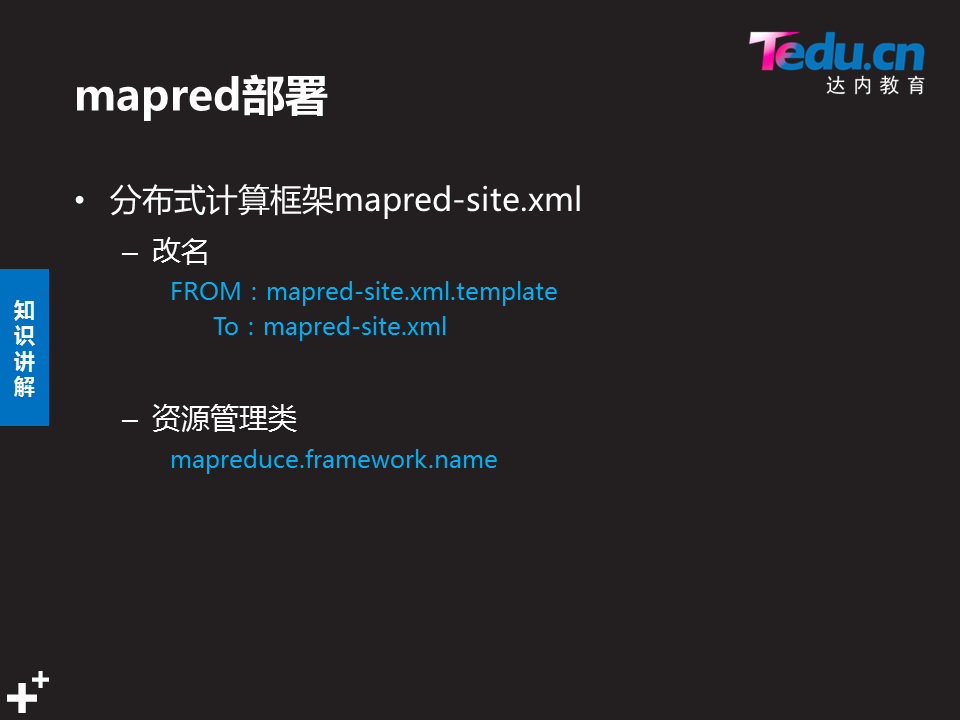 Tedu.cn
达内教育
mapred部署
• 分布式计算框架mapred-site.xml
– 改名
FROM：mapred-site.xml.template
To：mapred-site.xml
知识讲解
– 资源管理类
mapreduce.framework.name